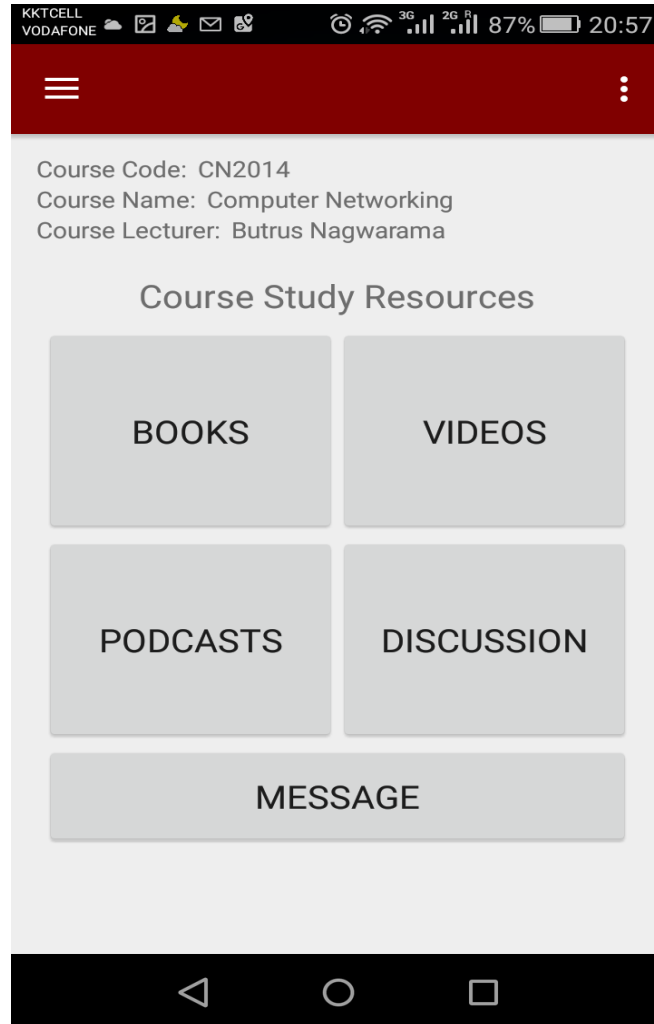 KKTCELL
VODAFONE 3G 2G R 87% 20:57
Course Code: CN2014
Course Name: Computer Networking
Course Lecturer: Butrus Nagwarama
Course Study Resources
BOOKS VIDEOS
PODCASTS DISCUSSION
MESSAGE